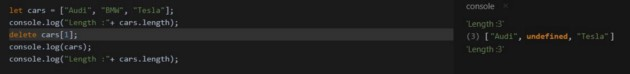 let cars = ["Audi", "BMW", "Tesla"];
console.log("Length :"+ cars.length);
delete cars[1];
console.log(cars);
console.log("Length :"+ cars.length);
console ×
'Length :3'
(3) ["Audi", undefined, "Tesla"]
'Length :3'